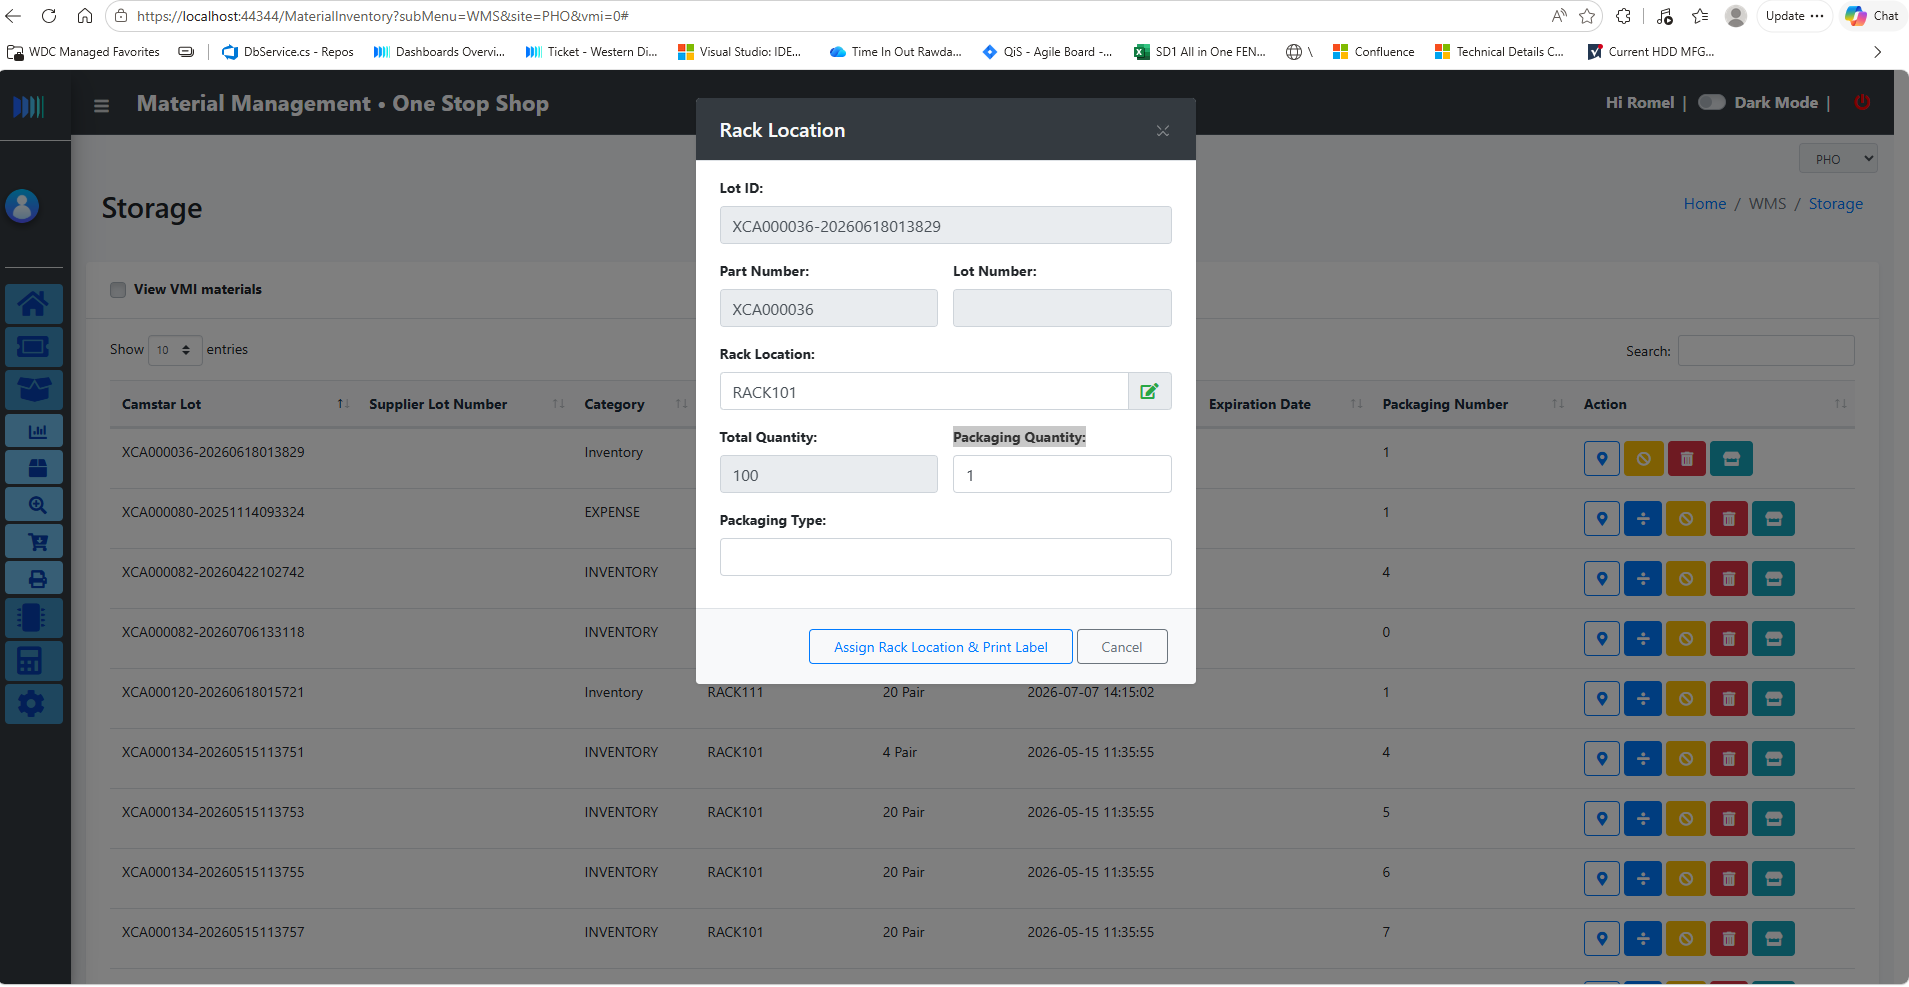 https://localhost:44344/MaterialInventory?subMenu=WMS&site=PHO&vmi=0#
Update
Chat
WDC Managed Favorites
DbService.cs - Repos
Dashboards Overvi...
Ticket - Western Di...
Visual Studio: IDE...
Time In Out Rawda...
QiS - Agile Board -...
SD1 All in One FEN...
\
Confluence
Technical Details C...
Current HDD MFG...
Material Management • One Stop Shop
Hi Romel |
Dark Mode |
PHO
Storage
Home / WMS / Storage
View VMI materials
Show 10 entries
Search:
Camstar Lot
Supplier Lot Number
Category
Expiration Date
Packaging Number
Action
XCA000036-20260618013829
Inventory
1
XCA000080-20251114093324
EXPENSE
1
XCA000082-20260422102742
INVENTORY
4
XCA000082-20260706133118
INVENTORY
0
XCA000120-20260618015721
Inventory
RACK111
20 Pair
2026-07-07 14:15:02
1
XCA000134-20260515113751
INVENTORY
RACK101
4 Pair
2026-05-15 11:35:55
4
XCA000134-20260515113753
INVENTORY
RACK101
20 Pair
2026-05-15 11:35:55
5
XCA000134-20260515113755
INVENTORY
RACK101
20 Pair
2026-05-15 11:35:55
6
XCA000134-20260515113757
INVENTORY
RACK101
20 Pair
2026-05-15 11:35:55
7
Rack Location
Lot ID:
XCA000036-20260618013829
Part Number:
Lot Number:
XCA000036
Rack Location:
RACK101
Total Quantity:
Packaging Quantity:
100
1
Packaging Type:
Assign Rack Location & Print Label
Cancel